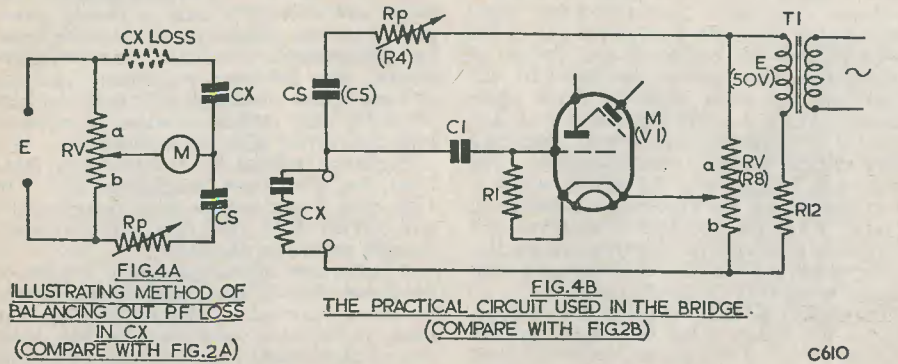 CX LOSS
CX
E
a
RV
M
b
CS
Rp
FIG.4A
ILLUSTRATING METHOD OF
BALANCING OUT PF LOSS
IN CX
(COMPARE WITH FIG.2A)
Rp
(R4)
CS
(C5)
C1
M
(V1)
R1
CX
T1
E
(50V)
a
RV
(R8)
b
R12
FIG.4B
THE PRACTICAL CIRCUIT USED IN THE BRIDGE.
(COMPARE WITH FIG.2B)
C610